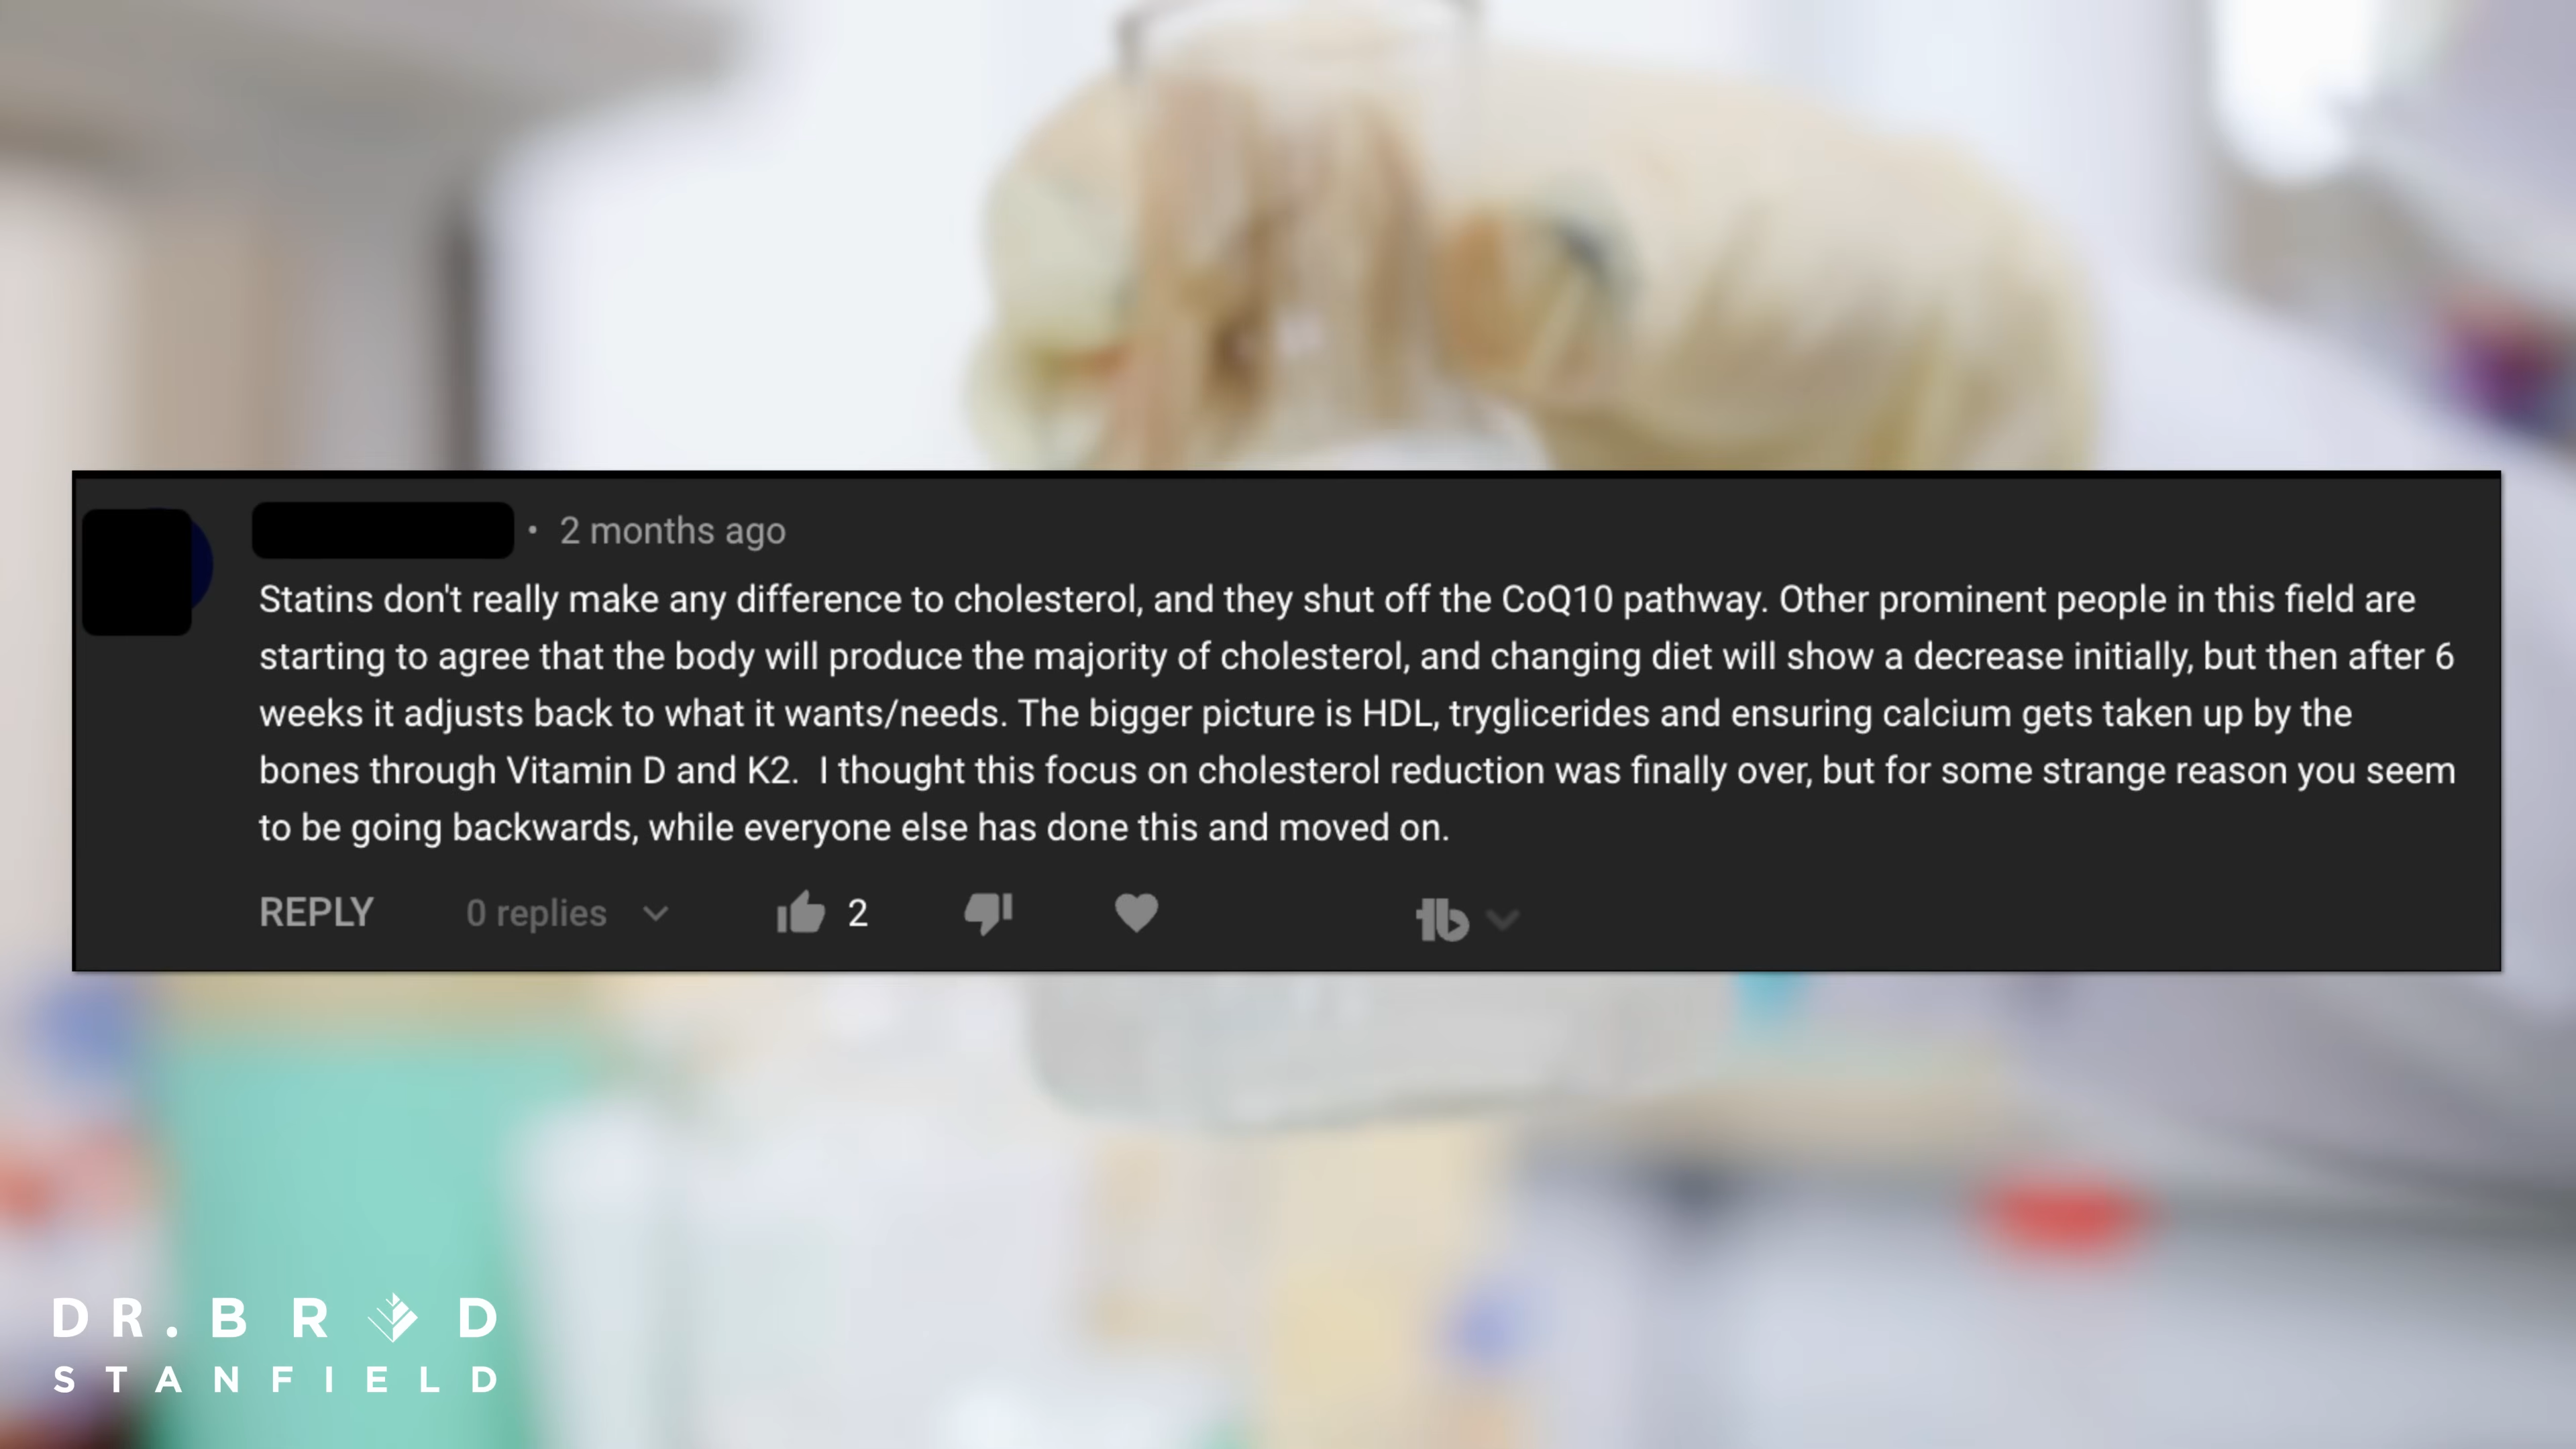 • 2 months ago
Statins don't really make any difference to cholesterol, and they shut off the CoQ10 pathway. Other prominent people in this field are
starting to agree that the body will produce the majority of cholesterol, and changing diet will show a decrease initially, but then after 6
weeks it adjusts back to what it wants/needs. The bigger picture is HDL, tryglicerides and ensuring calcium gets taken up by the
bones through Vitamin D and K2.  I thought this focus on cholesterol reduction was finally over, but for some strange reason you seem
to be going backwards, while everyone else has done this and moved on.
REPLY 0 replies 2
DR. BRAD
STANFIELD